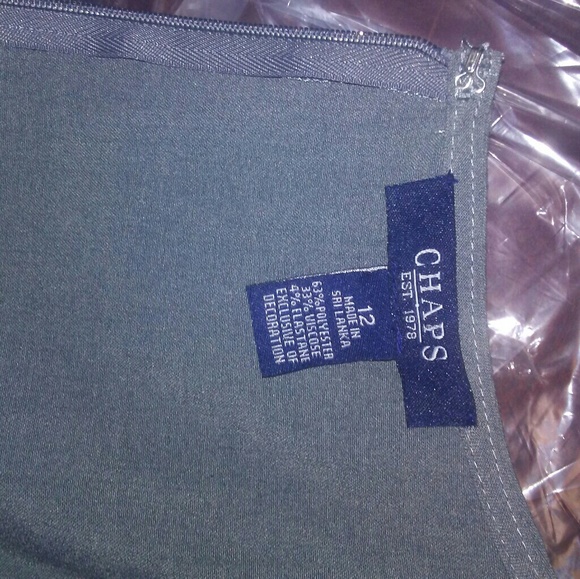 CHAPS
EST. 1978
12
MADE IN
SRI LANKA
63% POLYESTER
33% VISCOSE
4% ELASTANE
EXCLUSIVE OF
DECORATION